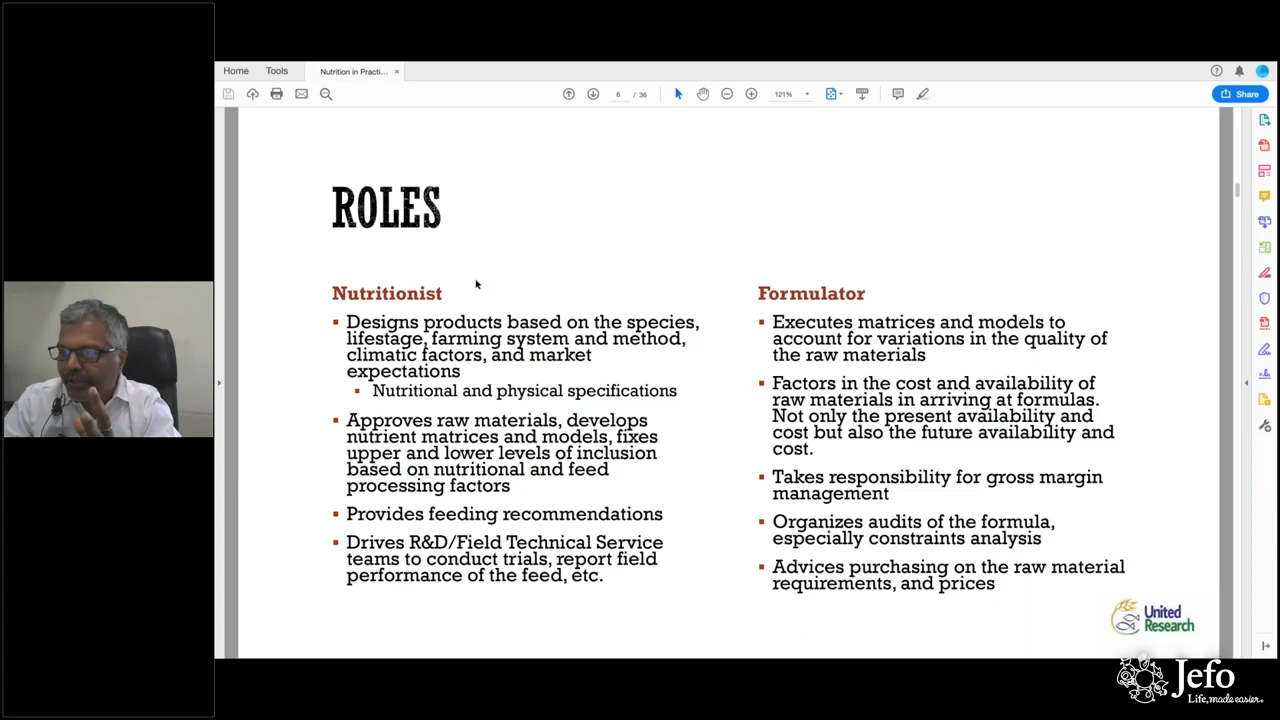 Home
Tools
Nutrition in Practi...
6 / 36
121%
Share
ROLES
Nutritionist
Designs products based on the species,
lifestage, farming system and method,
climatic factors, and market
expectations
Nutritional and physical specifications
Approves raw materials, develops
nutrient matrices and models, fixes
upper and lower levels of inclusion
based on nutritional and feed
processing factors
Provides feeding recommendations
Drives R&D/Field Technical Service
teams to conduct trials, report field
performance of the feed, etc.
Formulator
Executes matrices and models to
account for variations in the quality of
the raw materials
Factors in the cost and availability of
raw materials in arriving at formulas.
Not only the present availability and
cost but also the future availability and
cost.
Takes responsibility for gross margin
management
Organizes audits of the formula,
especially constraints analysis
Advices purchasing on the raw material
requirements, and prices
United
Research
Jefo
Life, made easier.